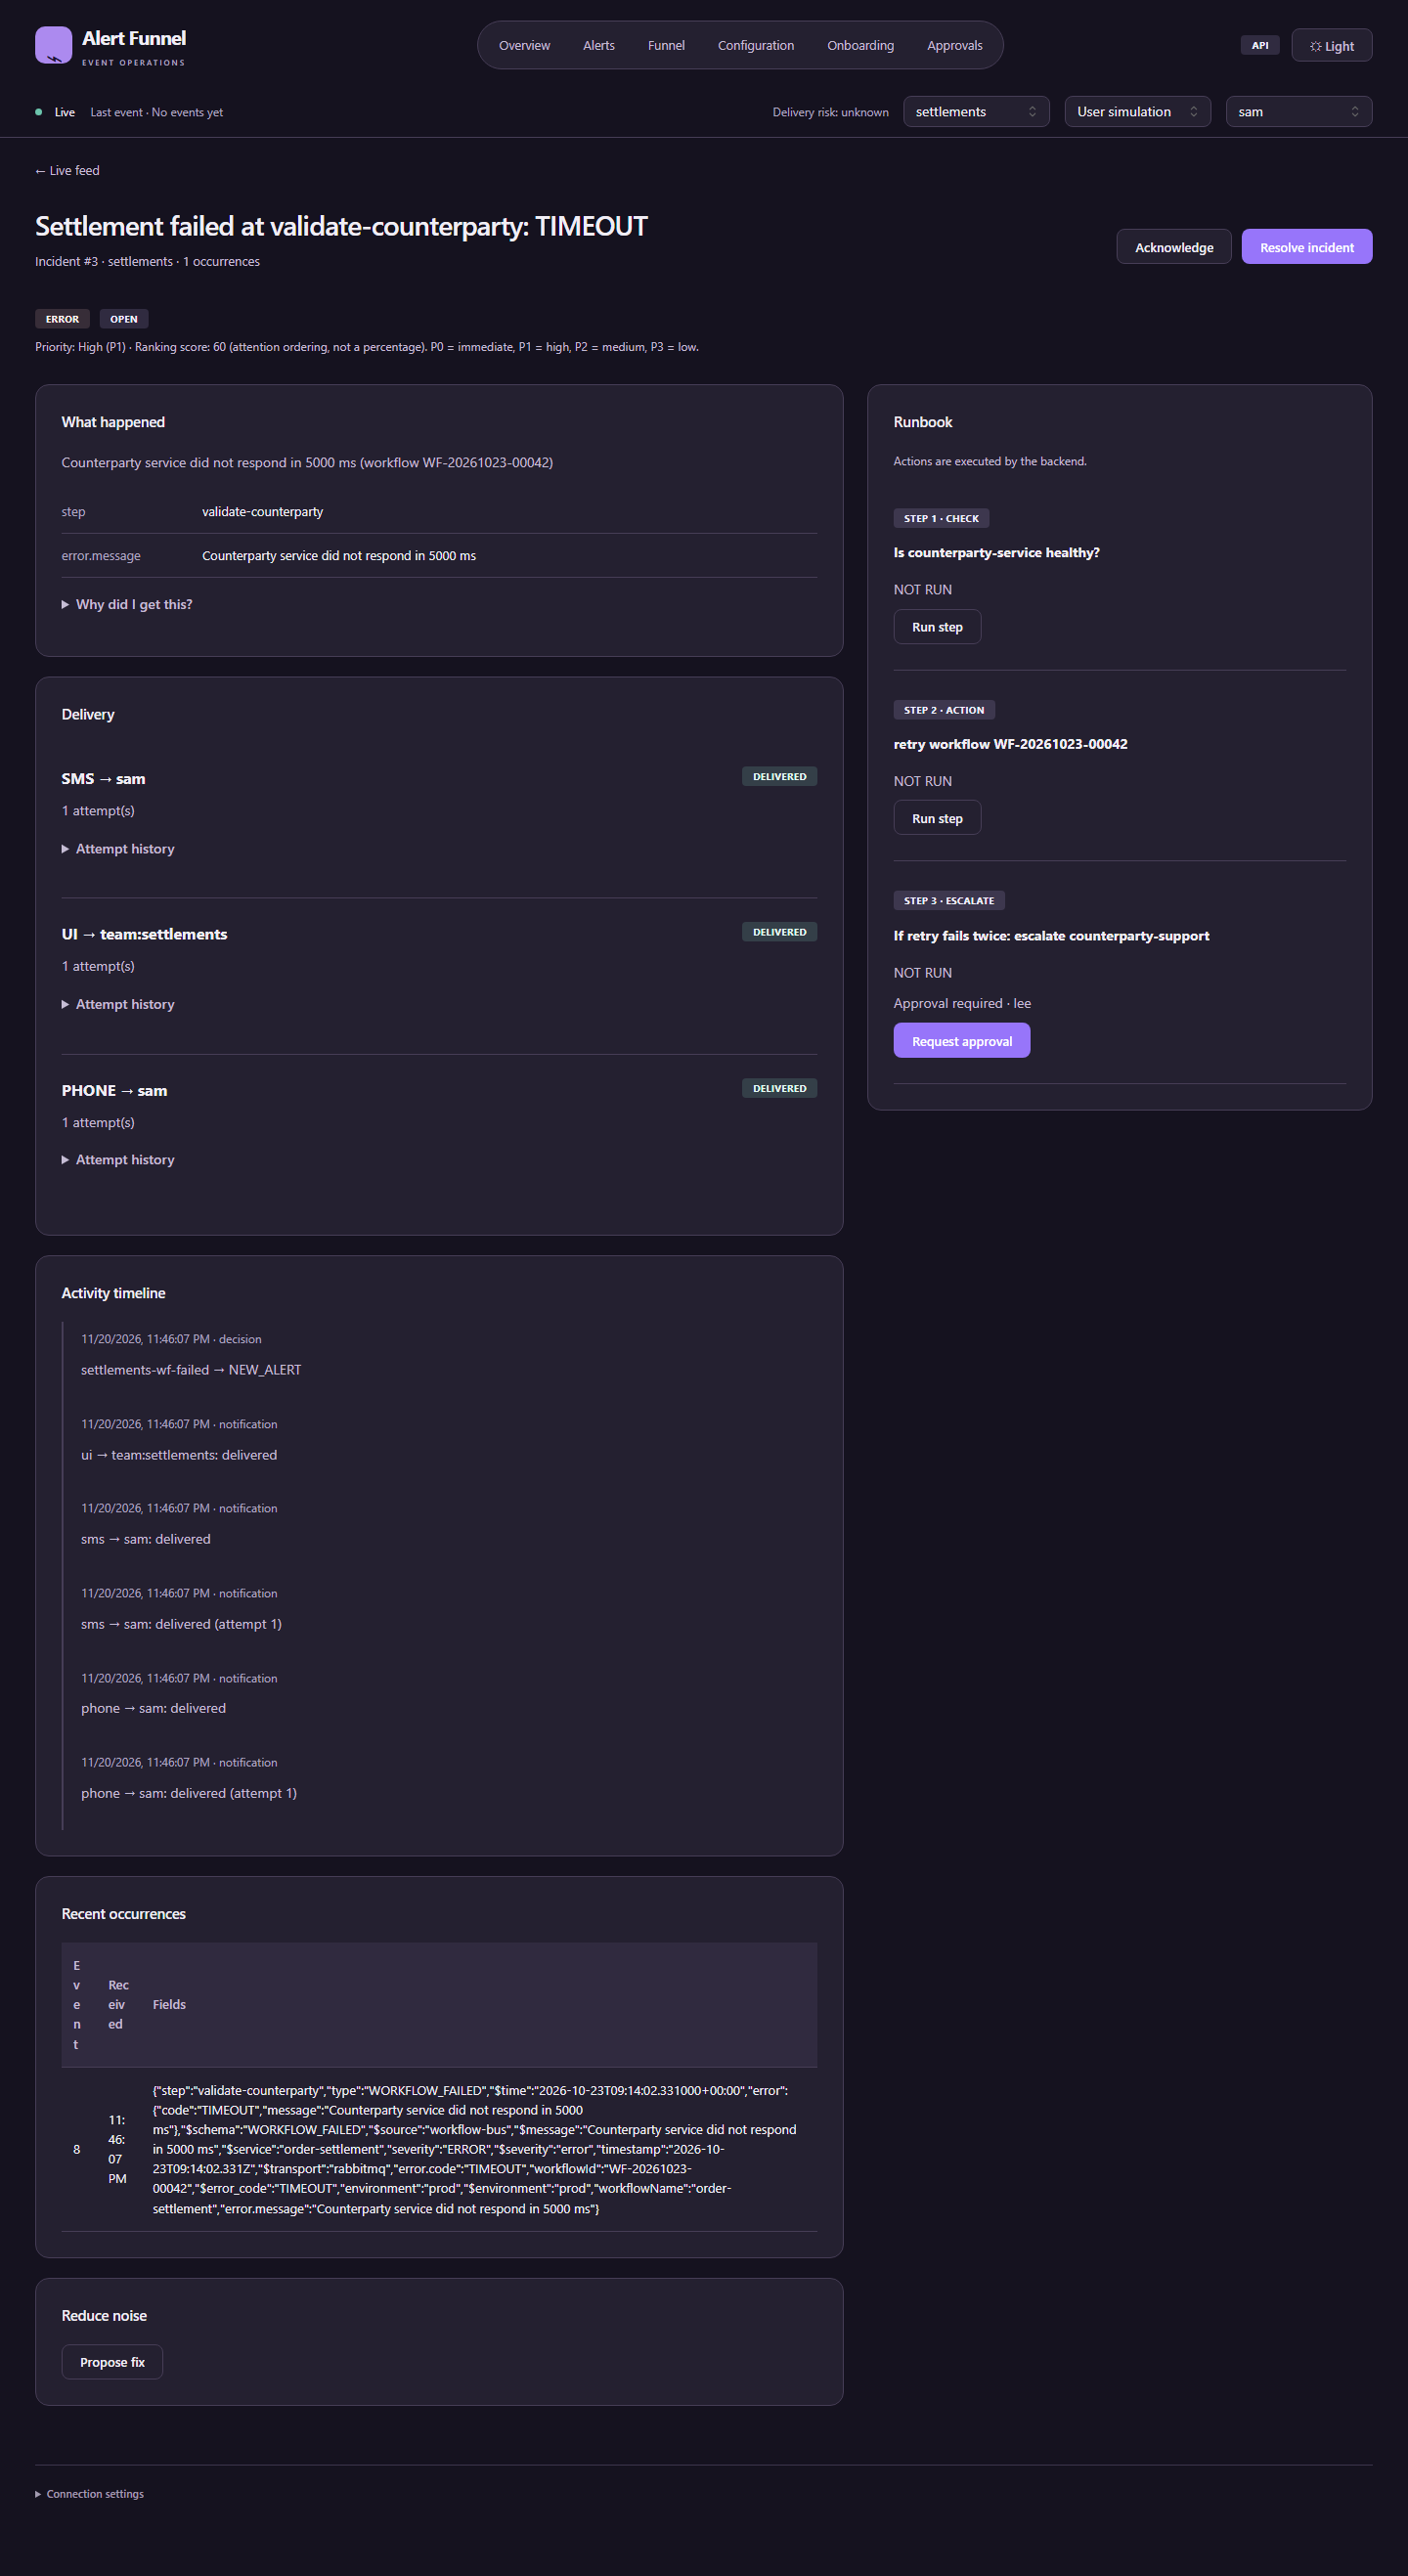 Alert Funnel
EVENT OPERATIONS
Overview
Alerts
Funnel
Configuration
Onboarding
Approvals
API
Light
Live
Last event · No events yet
Delivery risk: unknown
settlements
User simulation
sam
← Live feed
Settlement failed at validate-counterparty: TIMEOUT
Incident #3 · settlements · 1 occurrences
Acknowledge
Resolve incident
ERROR
OPEN
Priority: High (P1) · Ranking score: 60 (attention ordering, not a percentage). P0 = immediate, P1 = high, P2 = medium, P3 = low.
What happened
Counterparty service did not respond in 5000 ms (workflow WF-20261023-00042)
step
validate-counterparty
error.message
Counterparty service did not respond in 5000 ms
Why did I get this?
Delivery
SMS → sam
DELIVERED
1 attempt(s)
Attempt history
UI → team:settlements
DELIVERED
1 attempt(s)
Attempt history
PHONE → sam
DELIVERED
1 attempt(s)
Attempt history
Activity timeline
11/20/2026, 11:46:07 PM · decision
settlements-wf-failed → NEW_ALERT
11/20/2026, 11:46:07 PM · notification
ui → team:settlements: delivered
11/20/2026, 11:46:07 PM · notification
sms → sam: delivered
11/20/2026, 11:46:07 PM · notification
sms → sam: delivered (attempt 1)
11/20/2026, 11:46:07 PM · notification
phone → sam: delivered
11/20/2026, 11:46:07 PM · notification
phone → sam: delivered (attempt 1)
Recent occurrences
E
v
e
n
t
Rec
eiv
ed
Fields
8
11:
46:
07
PM
{"step":"validate-counterparty","type":"WORKFLOW_FAILED","$time":"2026-10-23T09:14:02.331000+00:00","error":
{"code":"TIMEOUT","message":"Counterparty service did not respond in 5000
ms"},"$schema":"WORKFLOW_FAILED","$source":"workflow-bus","$message":"Counterparty service did not respond
in 5000 ms","$service":"order-settlement","severity":"ERROR","$severity":"error","timestamp":"2026-10-
23T09:14:02.331Z","$transport":"rabbitmq","error.code":"TIMEOUT","workflowId":"WF-20261023-
00042","$error_code":"TIMEOUT","environment":"prod","$environment":"prod","workflowName":"order-
settlement","error.message":"Counterparty service did not respond in 5000 ms"}
Reduce noise
Propose fix
Runbook
Actions are executed by the backend.
STEP 1 · CHECK
Is counterparty-service healthy?
NOT RUN
Run step
STEP 2 · ACTION
retry workflow WF-20261023-00042
NOT RUN
Run step
STEP 3 · ESCALATE
If retry fails twice: escalate counterparty-support
NOT RUN
Approval required · lee
Request approval
Connection settings